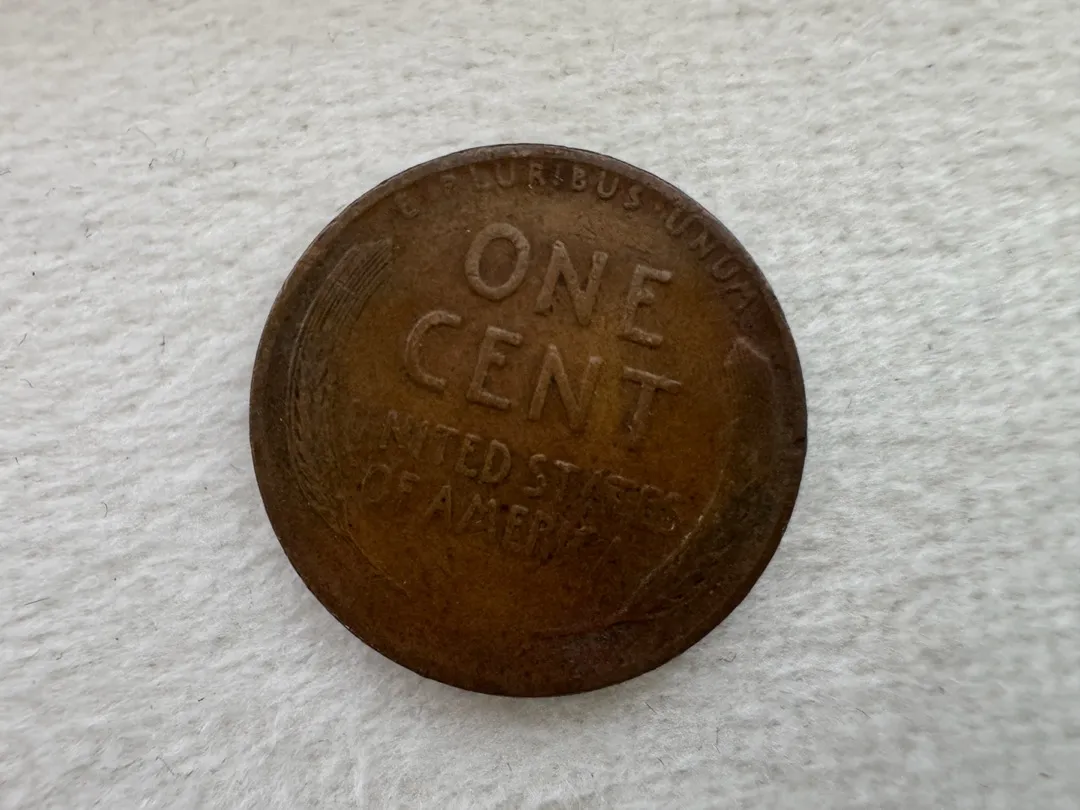 E · PLURIBUS · UNUM
ONE
CENT
UNITED STATES
OF AMERICA